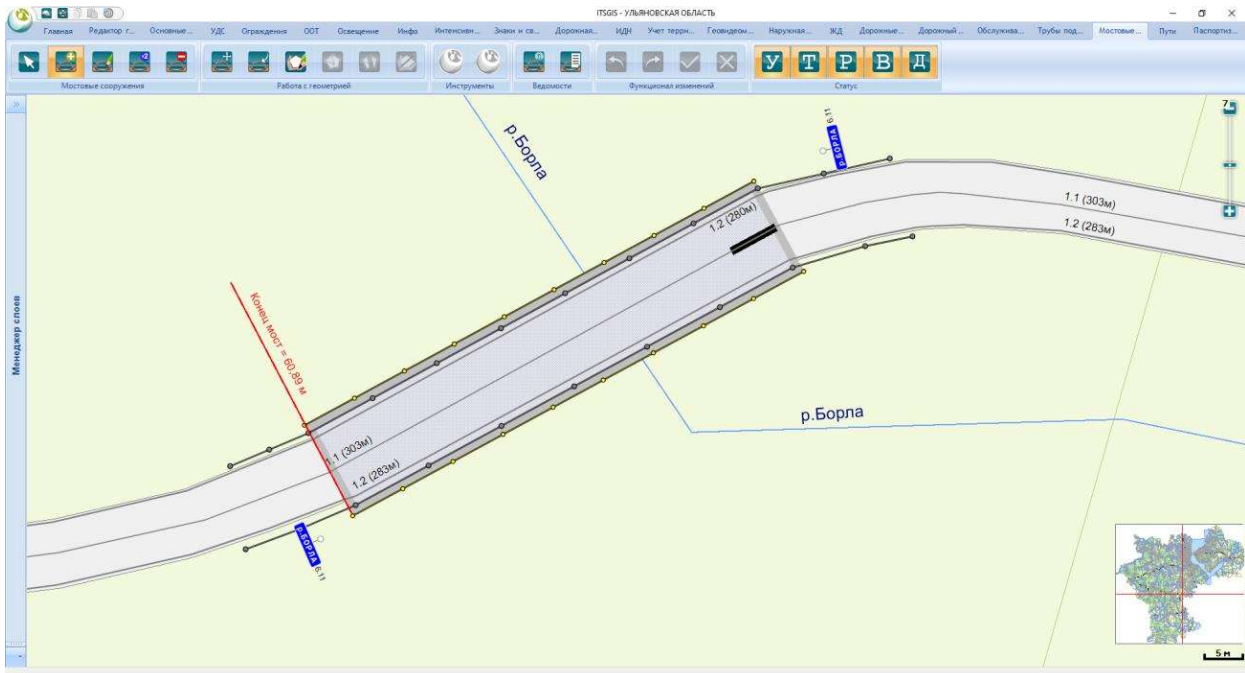 ITSGIS - УЛЬЯНОВСКАЯ ОБЛАСТЬ
Главная Редактор г... Основные... УДС Ограждения ООТ Освещение Инфо Интенсивн... Знаки и св... Дорожная... ИДН Учет терри... Геовидеом... Наружная... ЖД Дорожные... Дорожный ... Обслужива... Трубы под... Мостовые ... Пути Паспортиз...
У Т Р В Д
Мостовые сооружения Работа с геометрией Инструменты Ведомости Функционал изменений Статус
Менеджер слоев
7
р.Борла
6.11
р.БОРЛА
1.1 (303м)
1.2 (283м)
1.2 (280м)
Конец мост = 60,89 м
р.Борла
1.1 (303м)
1.2 (283м)
р.БОРЛА
6.11
5 м